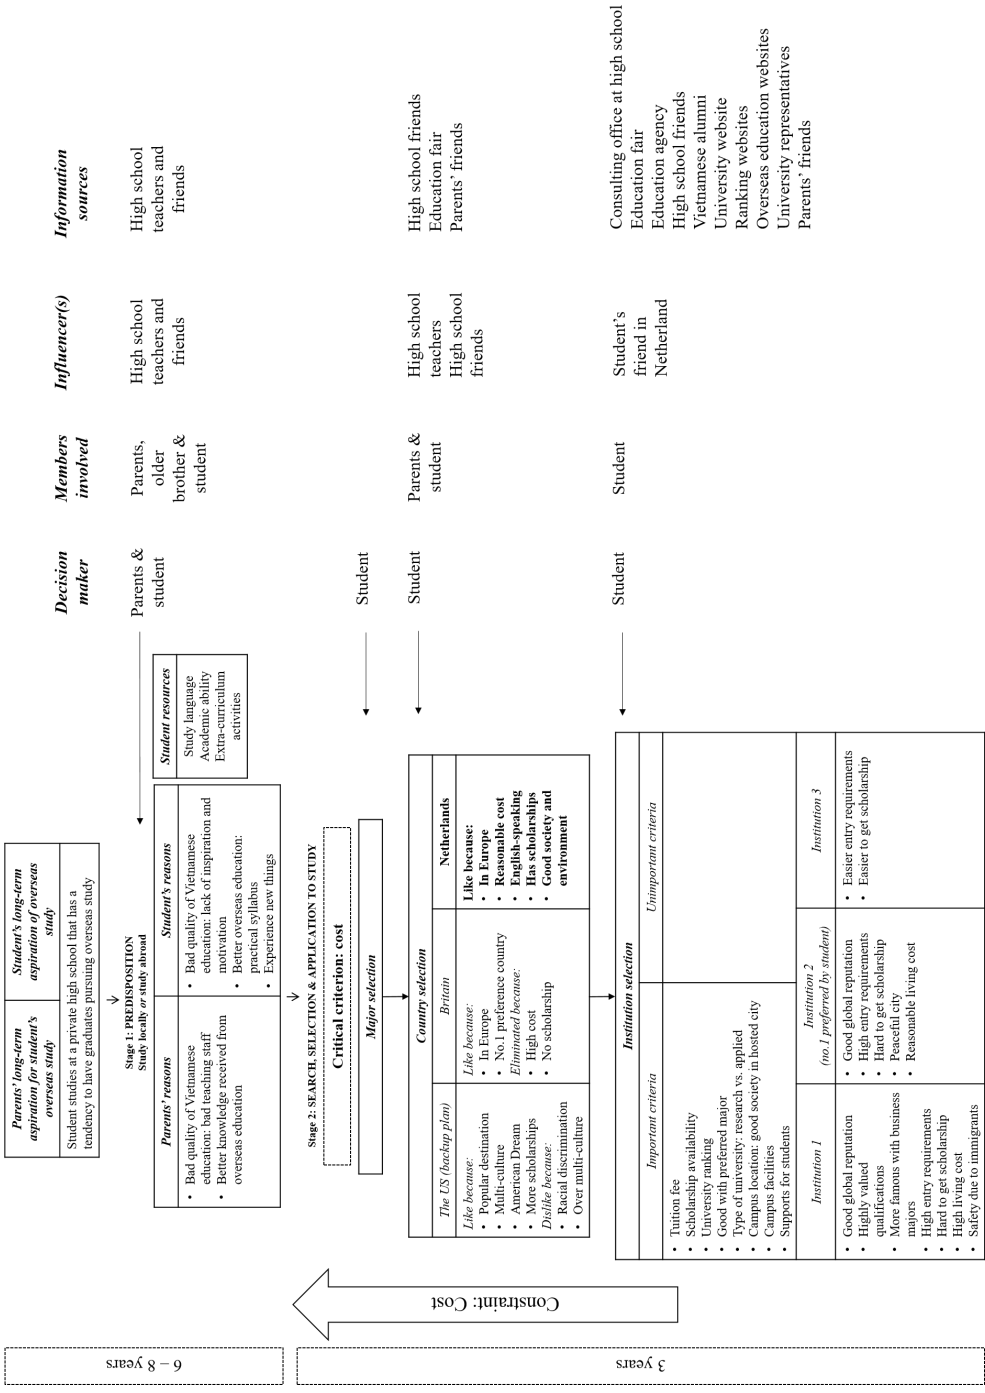 Parents' long-term
aspiration for student's
overseas study
Student's long-term
aspiration of overseas
study
Student studies at a private high school that has a
tendency to have graduates pursuing overseas study
Decision
maker
Members
involved
Influencer(s)
Information
sources
6 – 8 years
Stage 1: PREDISPOSITION
Study locally or study abroad
Parents &
student
Parents,
older
brother &
student
High school
teachers and
friends
High school
teachers and
friends
Parents' reasons
• Bad quality of Vietnamese
education: bad teaching staff
• Better knowledge received from
overseas education
Student's reasons
• Bad quality of Vietnamese
education: lack of inspiration and
motivation
• Better overseas education:
practical syllabus
• Experience new things
Student resources
Study language
Academic ability
Extra-curriculum
activities
3 years
Constraint: Cost
Stage 2: SEARCH, SELECTION & APPLICATION TO STUDY
Critical criterion: cost
Major selection
Student
Country selection
Student
Parents &
student
High school
teachers
High school
friends
High school friends
Education fair
Parents' friends
The US (backup plan)
Like because:
• Popular destination
• Multi-culture
• American Dream
• More scholarships
Dislike because:
• Racial discrimination
• Over multi-culture
Britain
Like because:
• In Europe
• No.1 preference country
Eliminated because:
• High cost
• No scholarship
Netherlands
Like because:
• In Europe
• Reasonable cost
• English-speaking
• Has scholarships
• Good society and
environment
Institution selection
Student
Student
Student's
friend in
Netherland
Consulting office at high school
Education fair
Education agency
High school friends
Vietnamese alumni
University website
Ranking websites
Overseas education websites
University representatives
Parents' friends
Important criteria
• Tuition fee
• Scholarship availability
• University ranking
• Good with preferred major
• Type of university: research vs. applied
• Campus location: good society in hosted city
• Campus facilities
• Supports for students
Unimportant criteria
Institution 1
• Good global reputation
• Highly valued
qualifications
• More famous with business
majors
• High entry requirements
• Hard to get scholarship
• High living cost
• Safety due to immigrants
Institution 2
(no.1 preferred by student)
• Good global reputation
• High entry requirements
• Hard to get scholarship
• Peaceful city
• Reasonable living cost
Institution 3
• Easier entry requirements
• Easier to get scholarship